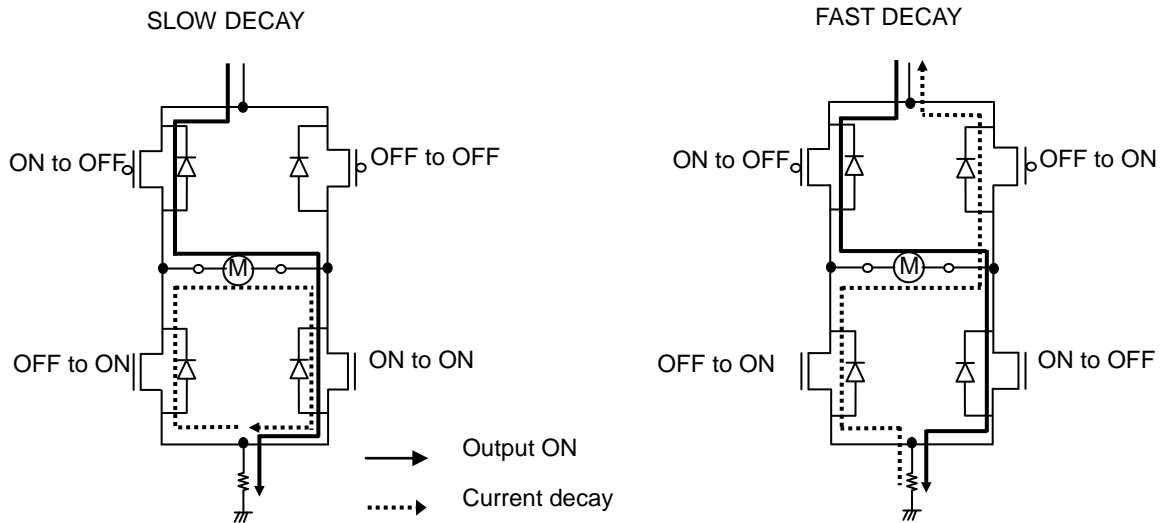 SLOW DECAY
ON to OFF
OFF to OFF
M
OFF to ON
ON to ON
Output ON
Current decay
FAST DECAY
ON to OFF
OFF to ON
M
OFF to ON
ON to OFF